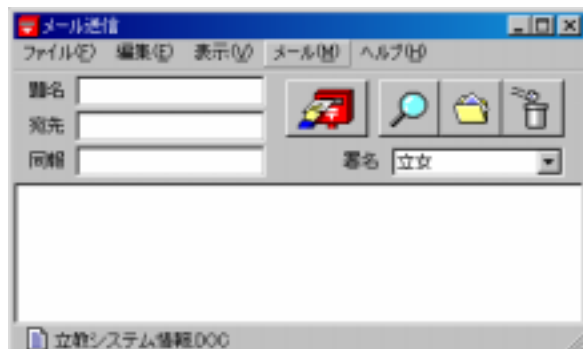 メール送信
ファイル(F) 編集(E) 表示(V) メール(M) ヘルプ(H)
題名
宛先
同報
署名 立女
立教システム情報.DOC